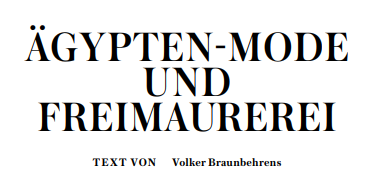 ÄGYPTEN-MODE
UND
FREIMAUREREI
TEXT VON Volker Braunbehrens